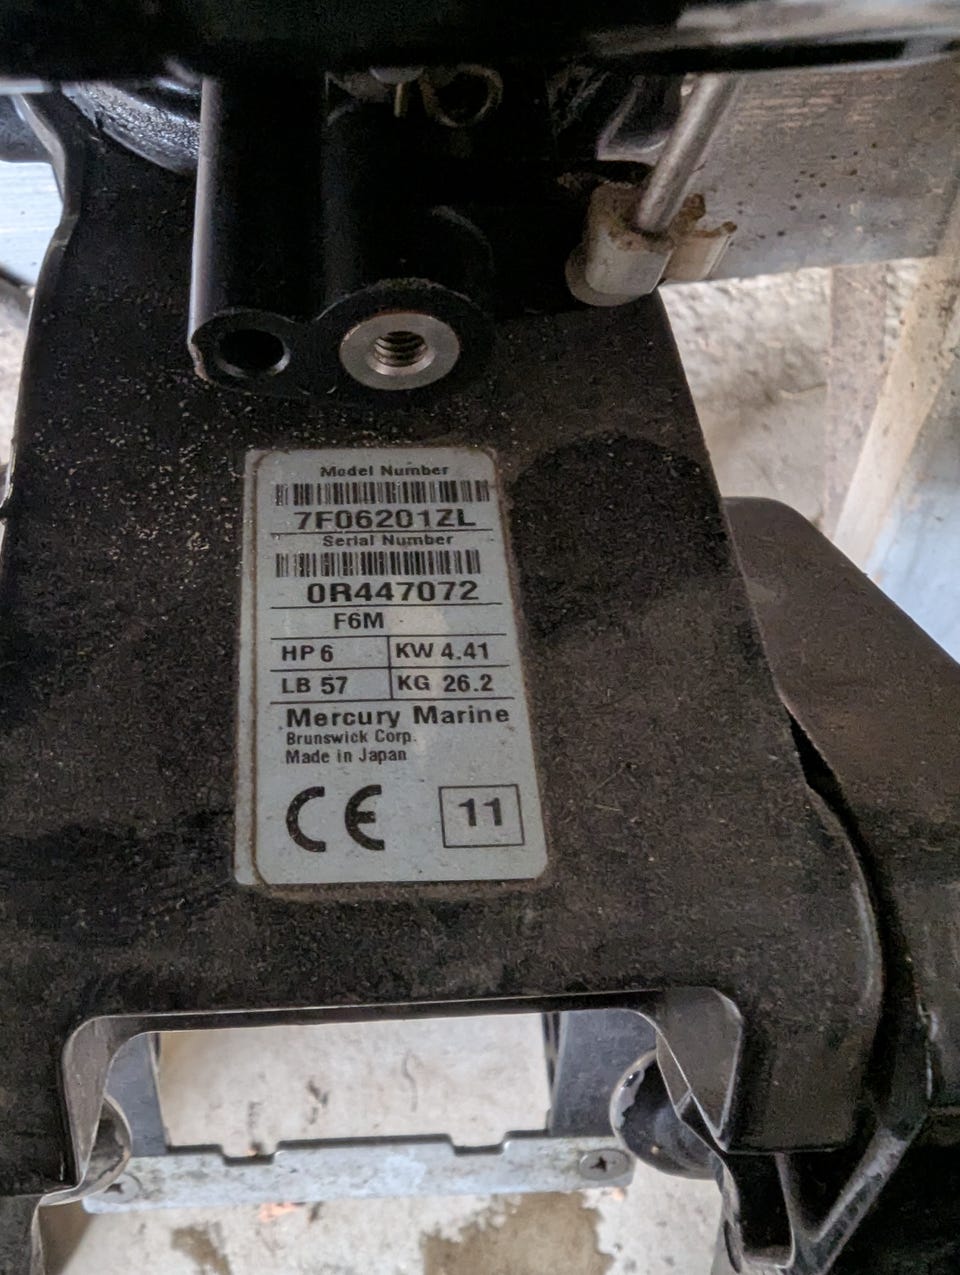 Model Number
7F06201ZL
Serial Number
0R447072
F6M
HP 6 KW 4.41
LB 57 KG 26.2
Mercury Marine
Brunswick Corp.
Made in Japan
CE 11